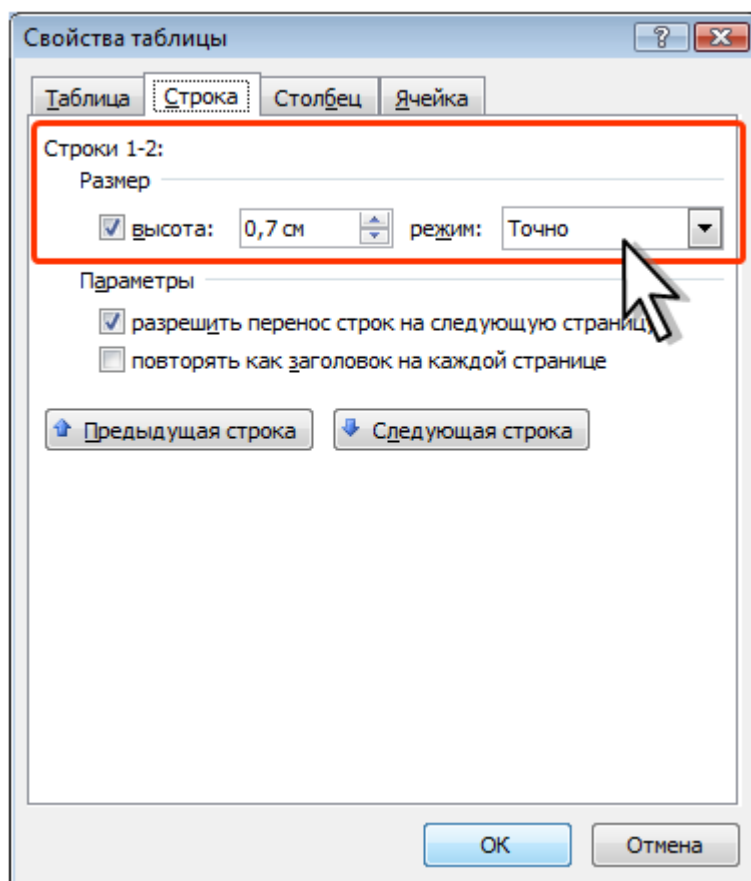 Свойства таблицы
Таблица Строка Столбец Ячейка
Строки 1-2:
Размер
высота: 0,7 см режим: Точно
Параметры
разрешить перенос строк на следующую страницу
повторять как заголовок на каждой странице
Предыдущая строка Следующая строка
ОК Отмена